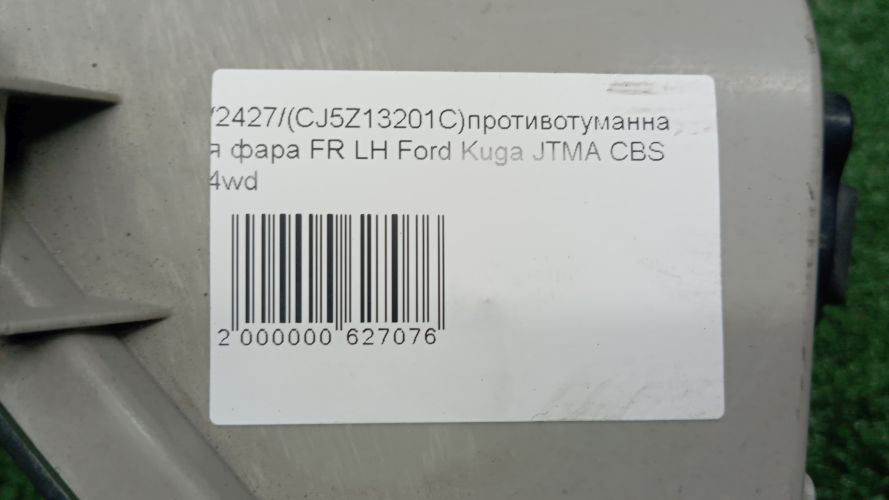 /2427/(CJ5Z13201C)противотуманна
я фара FR LH Ford Kuga JTMA CBS
4wd
2 000000 627076